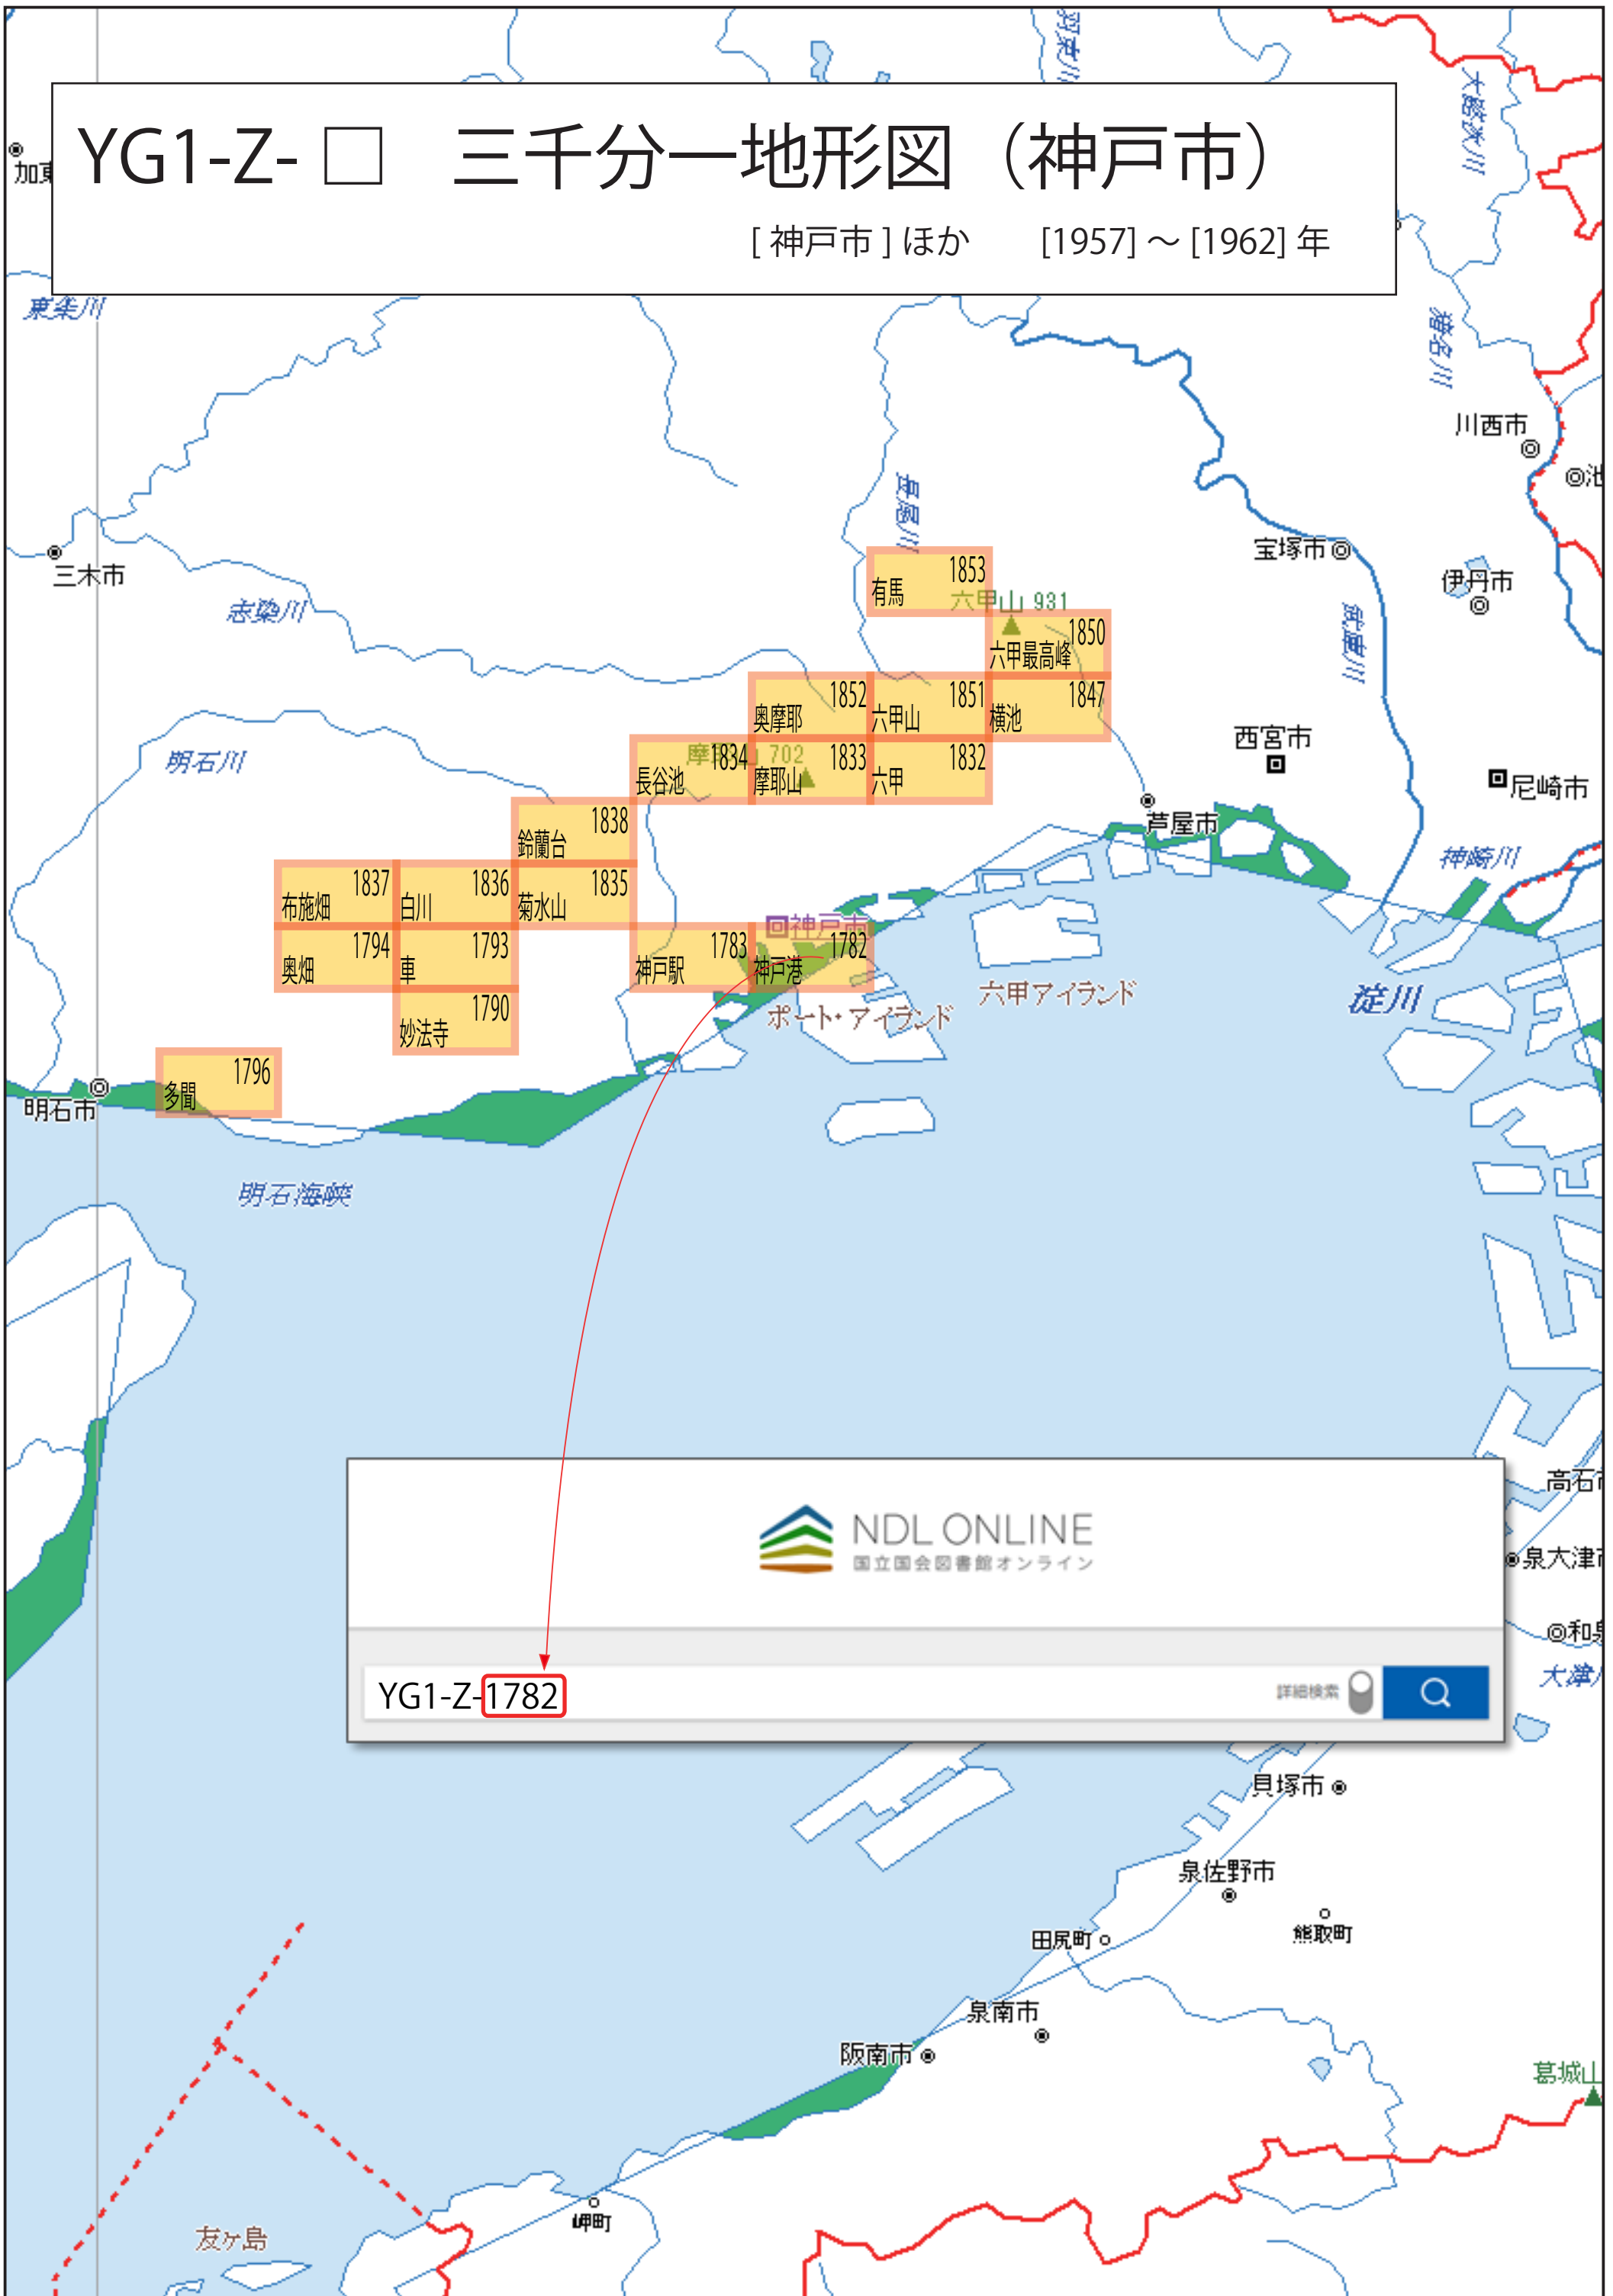 羽束川
大路次川
YG1-Z- □ 三千分一地形図（神戸市）
[ 神戸市 ] ほか [1957] ～ [1962] 年
東条川
猪名川
川西市
長尾川
宝塚市
三木市
伊丹市
志染川
1853
有馬
六甲山 931
武庫川
1850
六甲最高峰
1852
奥摩耶
1851
六甲山
1847
横池
西宮市
明石川
1834
長谷池
702
1833
摩耶山
1832
六甲
尼崎市
1838
鈴蘭台
芦屋市
神崎川
1837
布施畑
1836
白川
1835
菊水山
神戸市
1794
奥畑
1793
車
1783
神戸駅
1782
神戸港
六甲アイランド
淀川
ポート・アイランド
1790
妙法寺
1796
多聞
明石市
明石海峡
NDL ONLINE
国立国会図書館オンライン
泉大津
YG1-Z-1782
詳細検索
貝塚市
泉佐野市
熊取町
田尻町
泉南市
阪南市
葛城山
岬町
友ヶ島